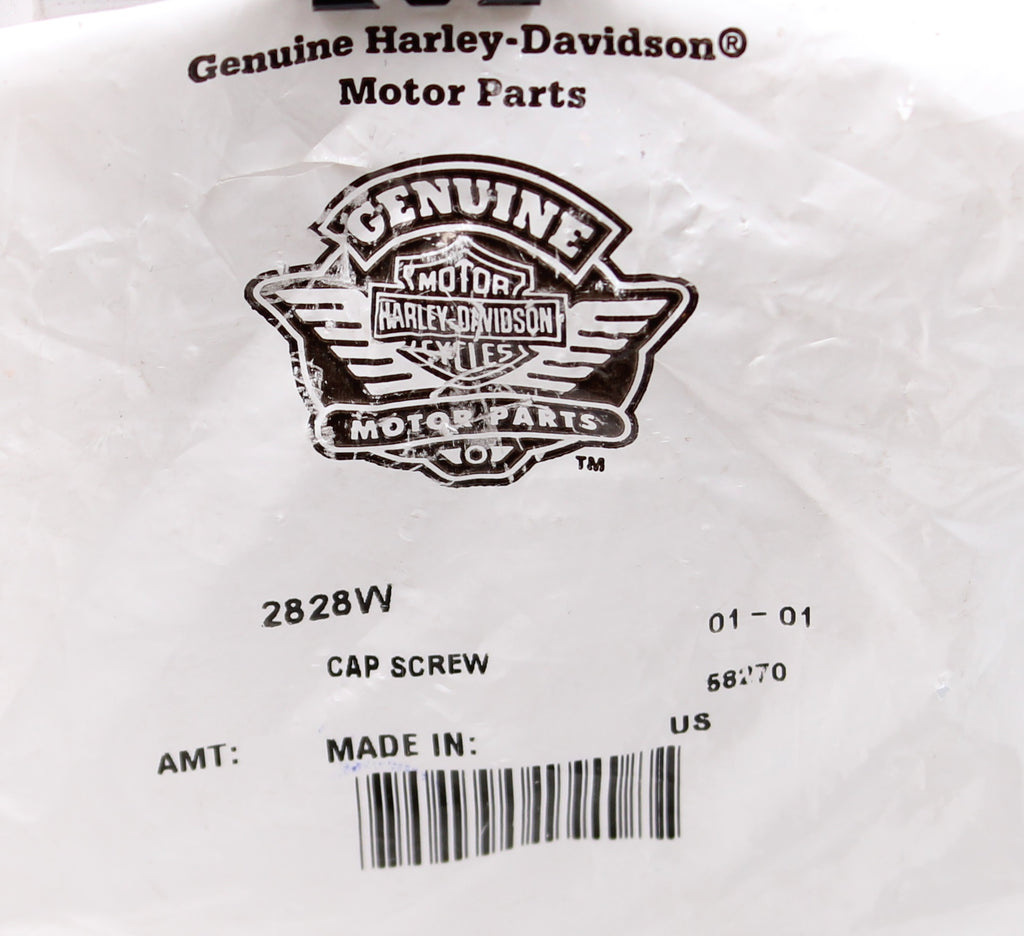 Genuine Harley-Davidson®
Motor Parts
GENUINE
MOTOR
HARLEY-DAVIDSON
CYCLES
MOTOR PARTS
TM
2828W
01 - 01
CAP SCREW
58270
US
AMT: MADE IN: